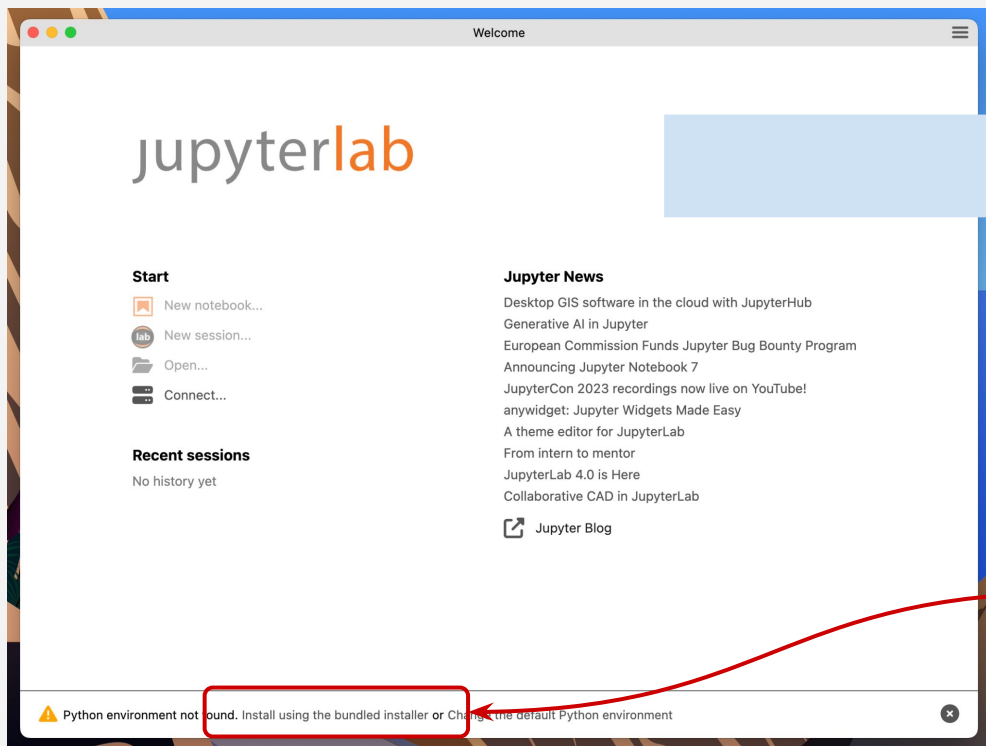 Welcome
jupyterlab
Start
New notebook...
lab
New session...
Open...
Connect...
Recent sessions
No history yet
Jupyter News
Desktop GIS software in the cloud with JupyterHub
Generative AI in Jupyter
European Commission Funds Jupyter Bug Bounty Program
Announcing Jupyter Notebook 7
JupyterCon 2023 recordings now live on YouTube!
anywidget: Jupyter Widgets Made Easy
A theme editor for JupyterLab
From intern to mentor
JupyterLab 4.0 is Here
Collaborative CAD in JupyterLab
Jupyter Blog
Python environment not found. Install using the bundled installer or Change the default Python environment